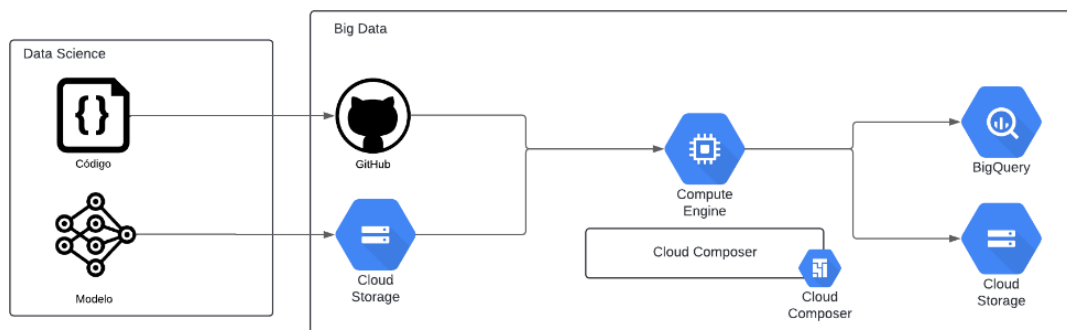 Big Data
Data Science
Código
GitHub
BigQuery
Compute
Engine
Cloud Composer
Modelo
Cloud
Storage
Cloud
Composer
Cloud
Storage